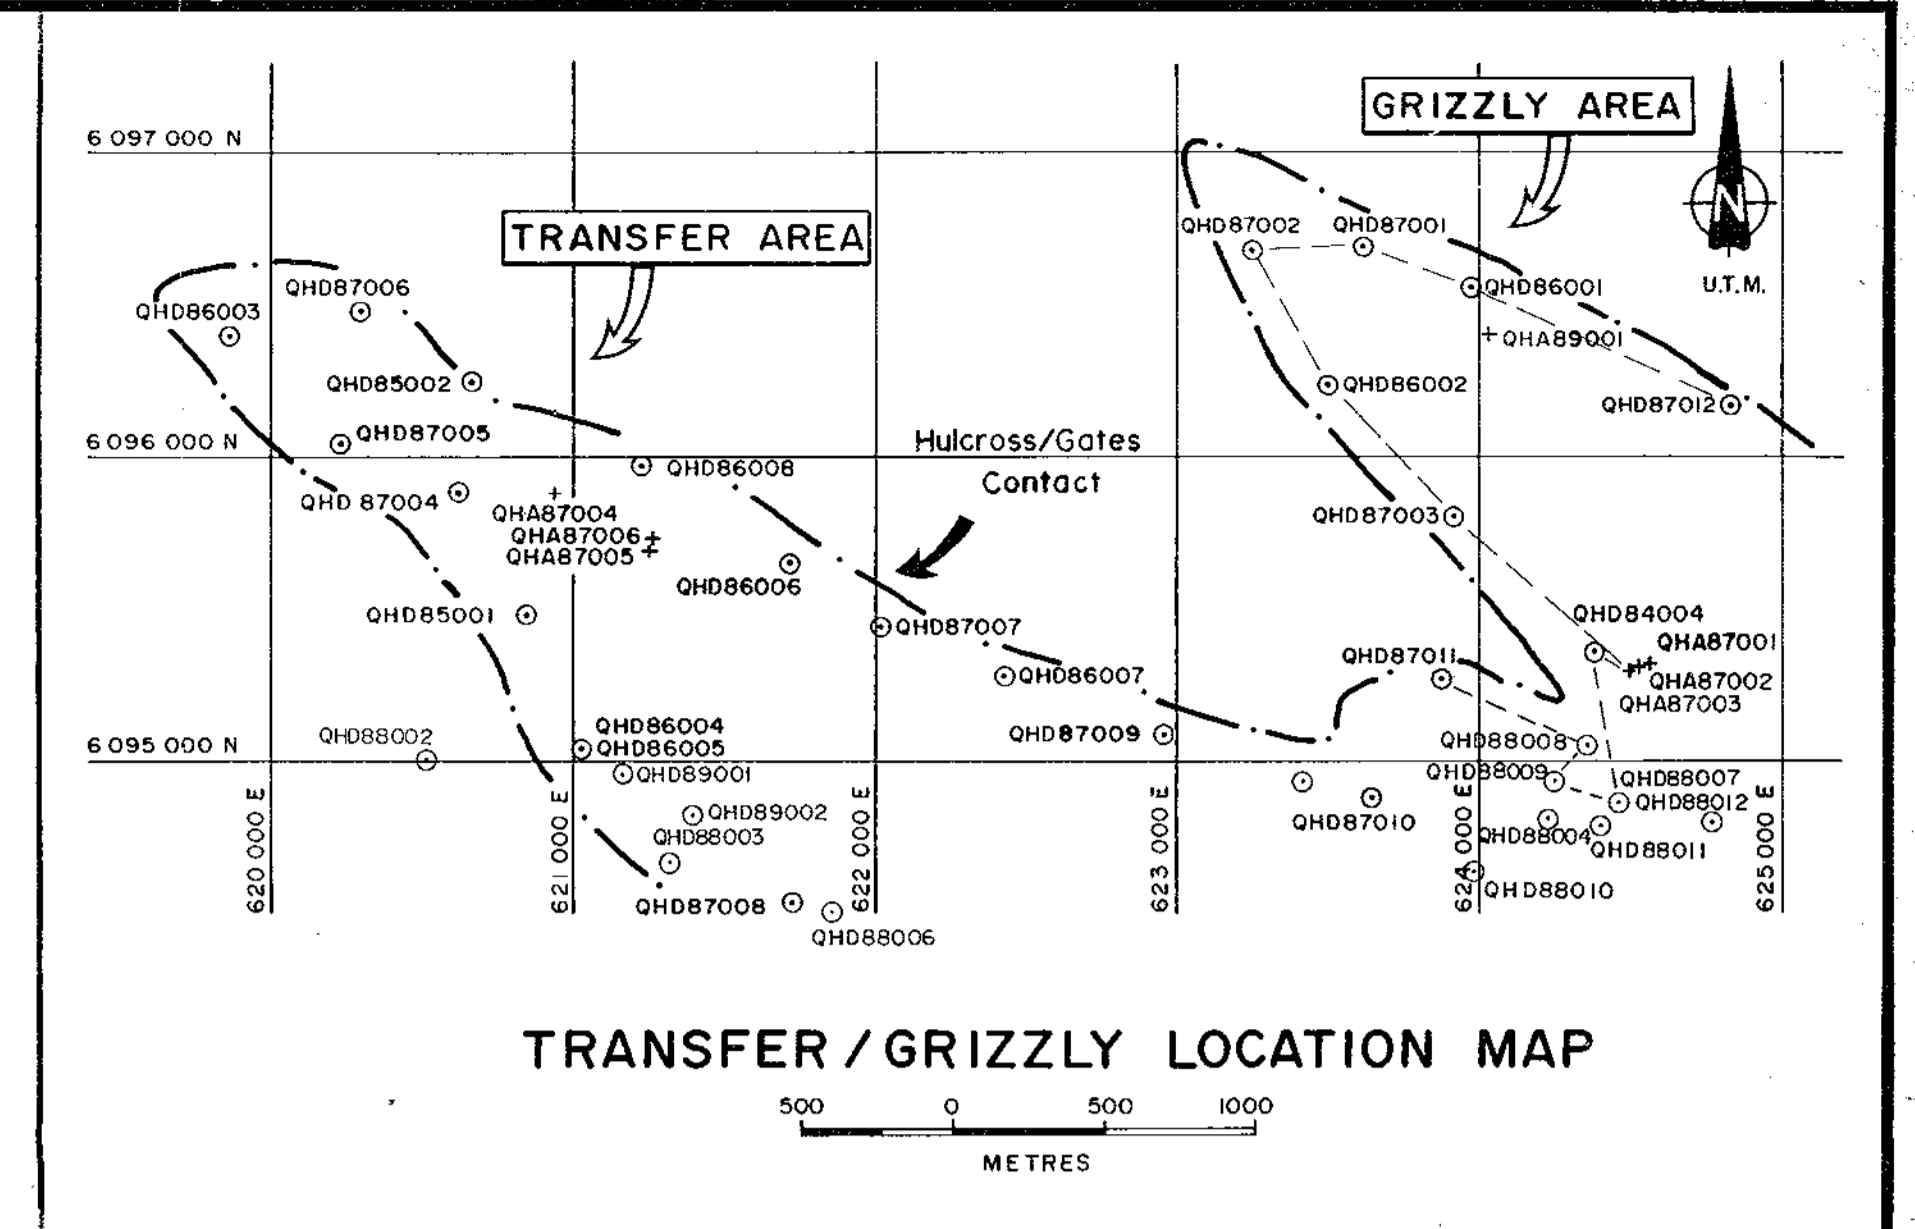 GRIZZLY AREA
6 097 000 N
TRANSFER AREA
QHD87002
QHD87001
N
U.T.M.
QHD87006
QHD86001
QHD86003
QHA89001
QHD85002
QHD86002
QHD87012
QHD87005
6 096 000 N
Hulcross/Gates
Contact
QHD86008
QHD 87004
QHA87004
QHA87006
QHA87005
QHD87003
QHD86006
QHD85001
QHD87007
QHD84004
QHA87001
QHD87011
QHD86007
QHA87002
QHA87003
QHD88002
QHD86004
QHD86005
QHD87009
QHD88008
6 095 000 N
QHD89001
QHD88009
QHD88007
QHD88012
QHD89002
QHD88003
QHD87010
QHD88004
QHD88011
QHD88010
QHD87008
QHD88006
620 000 E
621 000 E
622 000 E
623 000 E
624 000 E
625 000 E
TRANSFER / GRIZZLY LOCATION MAP
500 0 500 1000
METRES